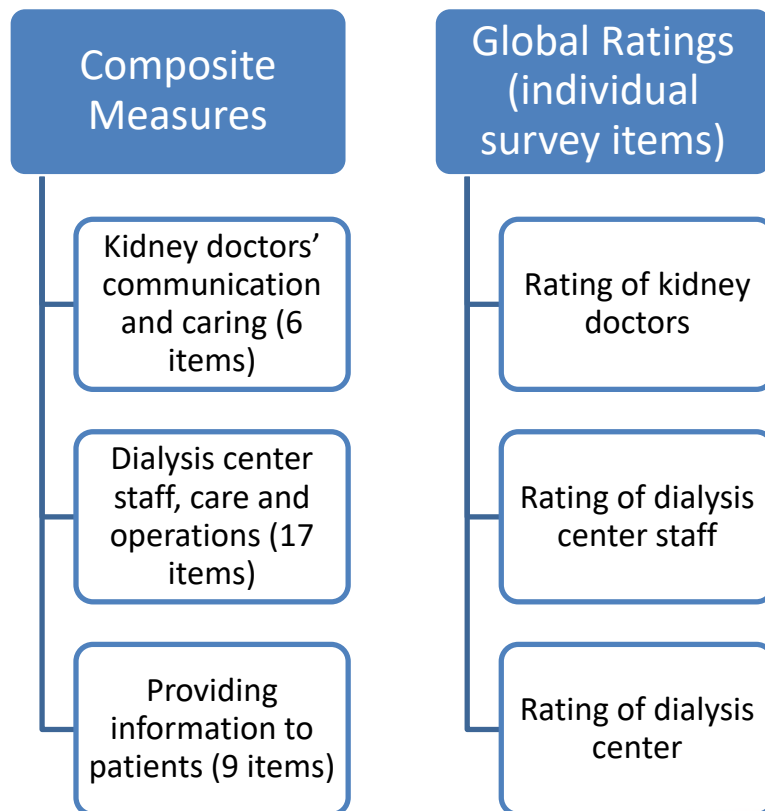 Composite
Measures
Kidney doctors’
communication
and caring (6
items)
Dialysis center
staff, care and
operations (17
items)
Providing
information to
patients (9 items)
Global Ratings
(individual
survey items)
Rating of kidney
doctors
Rating of dialysis
center staff
Rating of dialysis
center